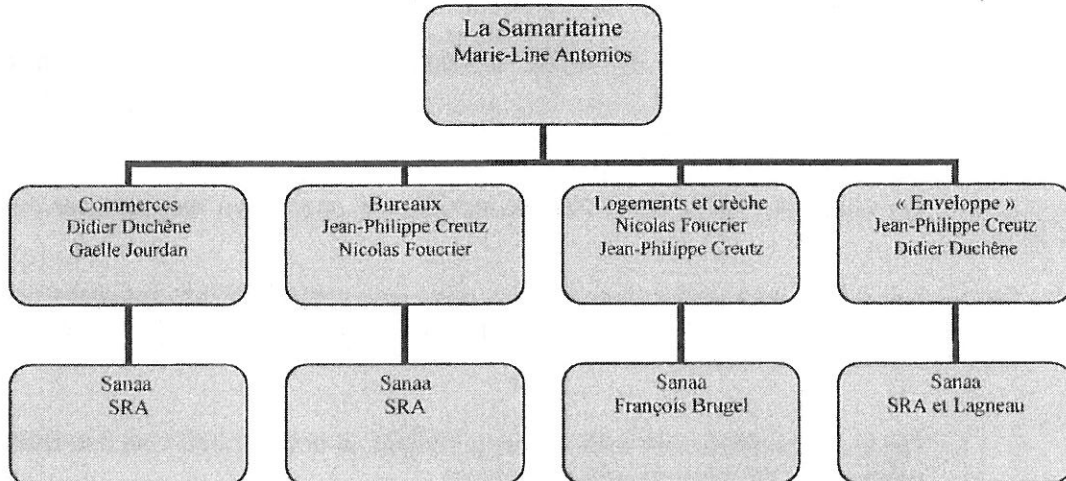 La Samaritaine
Marie-Line Antonios
Commerces
Didier Duchêne
Gaëlle Jourdan
Bureaux
Jean-Philippe Creutz
Nicolas Foucrier
Logements et crèche
Nicolas Foucrier
Jean-Philippe Creutz
« Enveloppe »
Jean-Philippe Creutz
Didier Duchêne
Sanaa
SRA
Sanaa
SRA
Sanaa
François Brugel
Sanaa
SRA et Lagneau